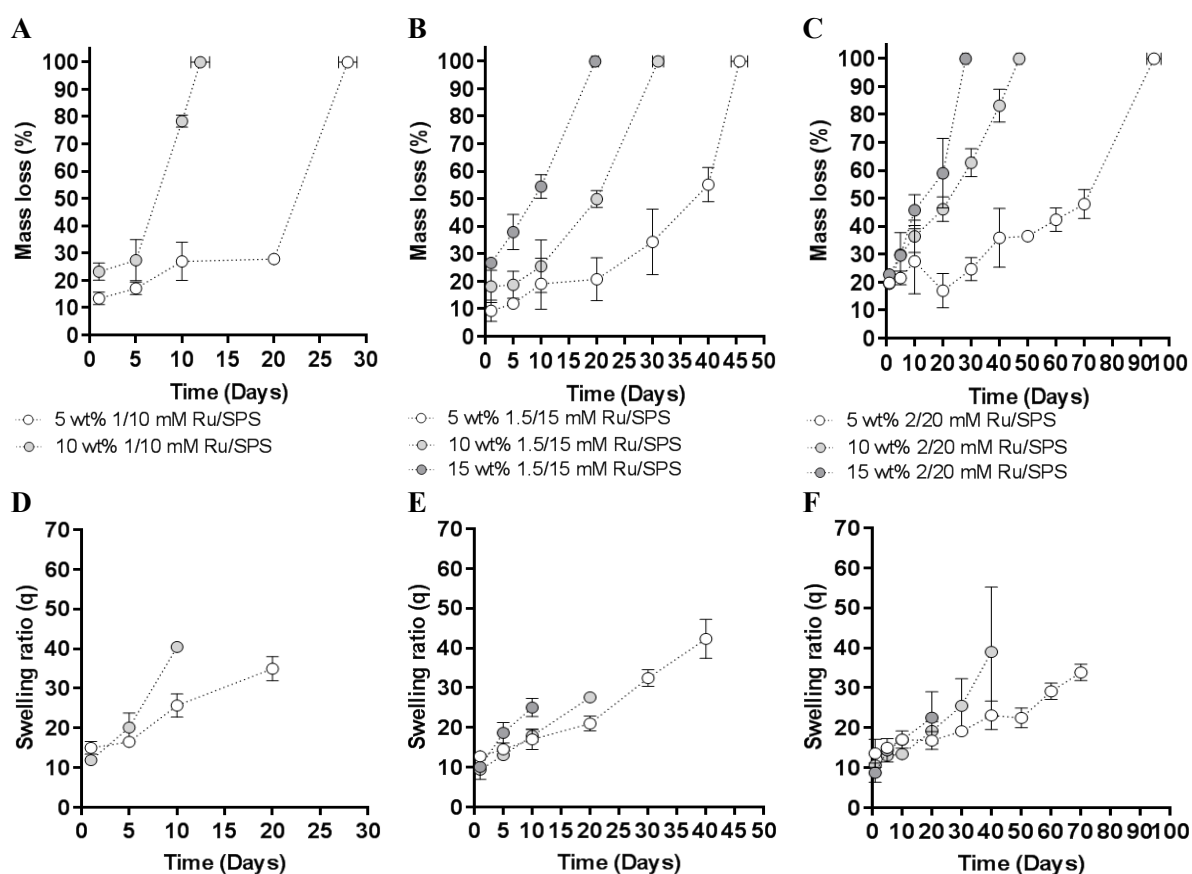 A
B
C
Mass loss (%)
100
90
80
70
60
50
40
30
20
10
0
0 5 10 15 20 25 30
Time (Days)
Mass loss (%)
100
90
80
70
60
50
40
30
20
10
0
0 5 10 15 20 25 30 35 40 45 50
Time (Days)
Mass loss (%)
100
90
80
70
60
50
40
30
20
10
0
0 10 20 30 40 50 60 70 80 90 100
Time (Days)
5 wt% 1/10 mM Ru/SPS
10 wt% 1/10 mM Ru/SPS
5 wt% 1.5/15 mM Ru/SPS
10 wt% 1.5/15 mM Ru/SPS
15 wt% 1.5/15 mM Ru/SPS
5 wt% 2/20 mM Ru/SPS
10 wt% 2/20 mM Ru/SPS
15 wt% 2/20 mM Ru/SPS
D
E
F
Swelling ratio (q)
70
60
50
40
30
20
10
0
0 5 10 15 20 25 30
Time (Days)
Swelling ratio (q)
70
60
50
40
30
20
10
0
0 5 10 15 20 25 30 35 40 45 50
Time (Days)
Swelling ratio (q)
70
60
50
40
30
20
10
0
0 10 20 30 40 50 60 70 80 90 100
Time (Days)